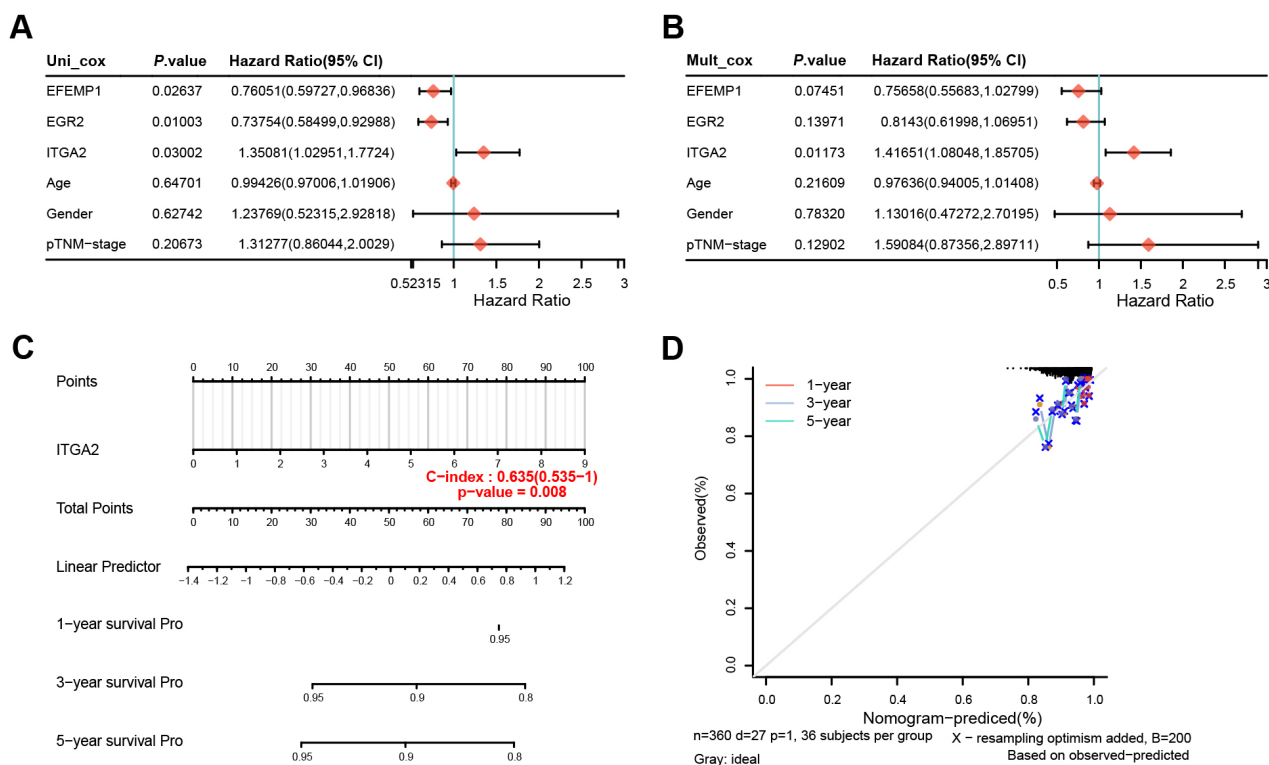 A
Uni_cox P.value Hazard Ratio(95% CI)
EFEMP1 0.02637 0.76051(0.59727,0.96836)
EGR2 0.01003 0.73754(0.58499,0.92988)
ITGA2 0.03002 1.35081(1.02951,1.7724)
Age 0.64701 0.99426(0.97006,1.01906)
Gender 0.62742 1.23769(0.52315,2.92818)
pTNM−stage 0.20673 1.31277(0.86044,2.0029)
0.52315 1 1.5 2 2.5 3
Hazard Ratio
B
Mult_cox P.value Hazard Ratio(95% CI)
EFEMP1 0.07451 0.75658(0.55683,1.02799)
EGR2 0.13971 0.8143(0.61998,1.06951)
ITGA2 0.01173 1.41651(1.08048,1.85705)
Age 0.21609 0.97636(0.94005,1.01408)
Gender 0.78320 1.13016(0.47272,2.70195)
pTNM−stage 0.12902 1.59084(0.87356,2.89711)
0.5 1 1.5 2 2.5 3
Hazard Ratio
C
0 10 20 30 40 50 60 70 80 90 100
Points
ITGA2
0 1 2 3 4 5 6 7 8 9
C−index : 0.635(0.535−1)
p−value = 0.008
Total Points
0 10 20 30 40 50 60 70 80 90 100
Linear Predictor
−1.4 −1.2 −1 −0.8 −0.6 −0.4 −0.2 0 0.2 0.4 0.6 0.8 1 1.2
1−year survival Pro
0.95
3−year survival Pro
0.95 0.9 0.8
5−year survival Pro
0.95 0.9 0.8
D
1−year
3−year
5−year
Observed(%)
1.0
0.8
0.6
0.4
0.2
0.0
0.0 0.2 0.4 0.6 0.8 1.0
Nomogram−prediced(%)
n=360 d=27 p=1, 36 subjects per group X − resampling optimism added, B=200
Gray: ideal Based on observed−predicted